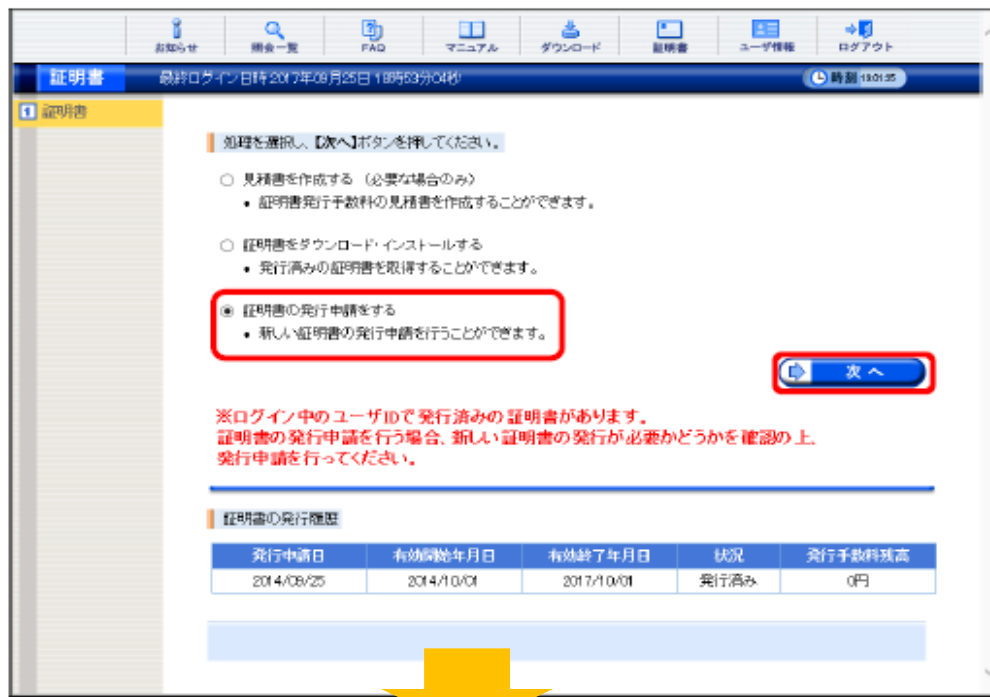 お知らせ 照会一覧 FAQ マニュアル ダウンロード 証明書 ユーザ情報 ログアウト
証明書 最終ログイン日時:2017年09月25日 18時53分04秒 時刻 19:01:35
1 証明書
処理を選択し、【次へ】ボタンを押してください。
見積書を作成する (必要な場合のみ)
• 証明書発行手数料の見積書を作成することができます。
証明書をダウンロード・インストールする
• 発行済みの証明書を取得することができます。
証明書の発行申請をする
• 新しい証明書の発行申請を行うことができます。
次 へ
※ログイン中のユーザIDで発行済みの証明書があります。
証明書の発行申請を行う場合、新しい証明書の発行が必要かどうかを確認の上、
発行申請を行ってください。
証明書の発行履歴
発行申請日 有効開始年月日 有効終了年月日 状況 発行手数料残高
2014/09/25 2014/10/01 2017/10/01 発行済み 0円